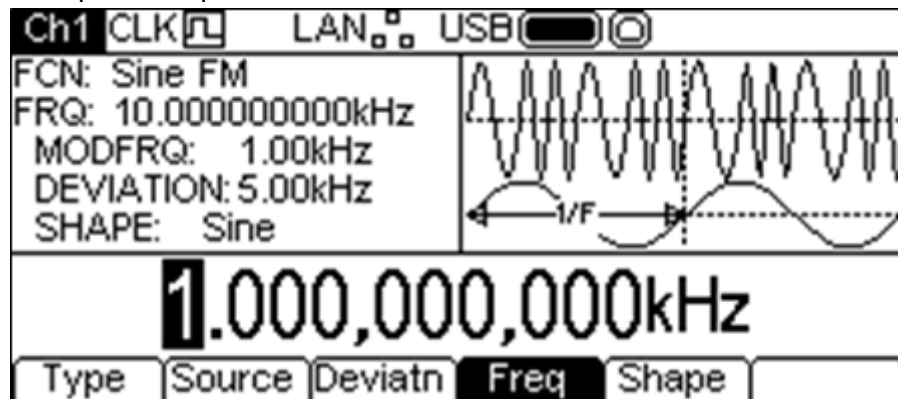 Ch1 CLK LAN USB
FCN: Sine FM
FRQ: 10.000000000kHz
MODFRQ: 1.00kHz
DEVIATION: 5.00kHz
SHAPE: Sine
1/F
1.000,000,000kHz
Type Source Deviatn Freq Shape